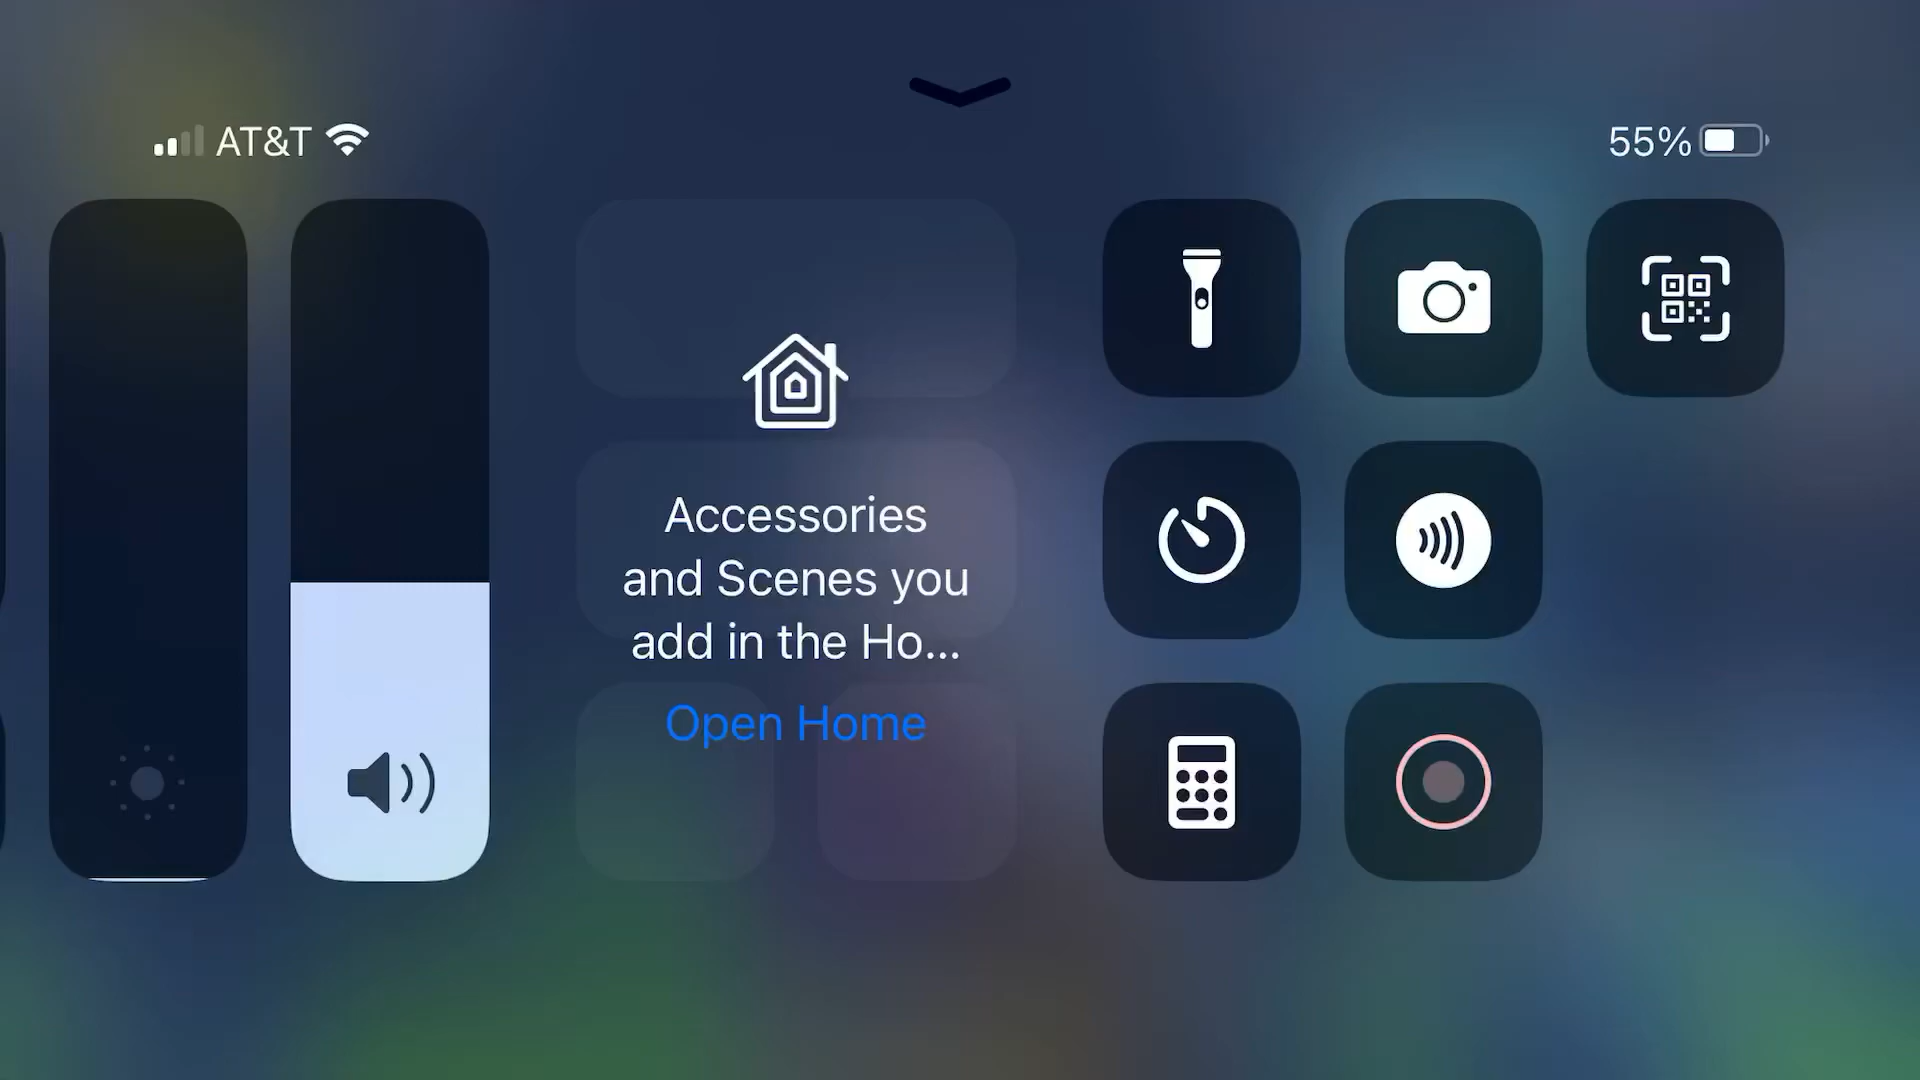 AT&T
55%
Accessories
and Scenes you
add in the Ho...
Open Home